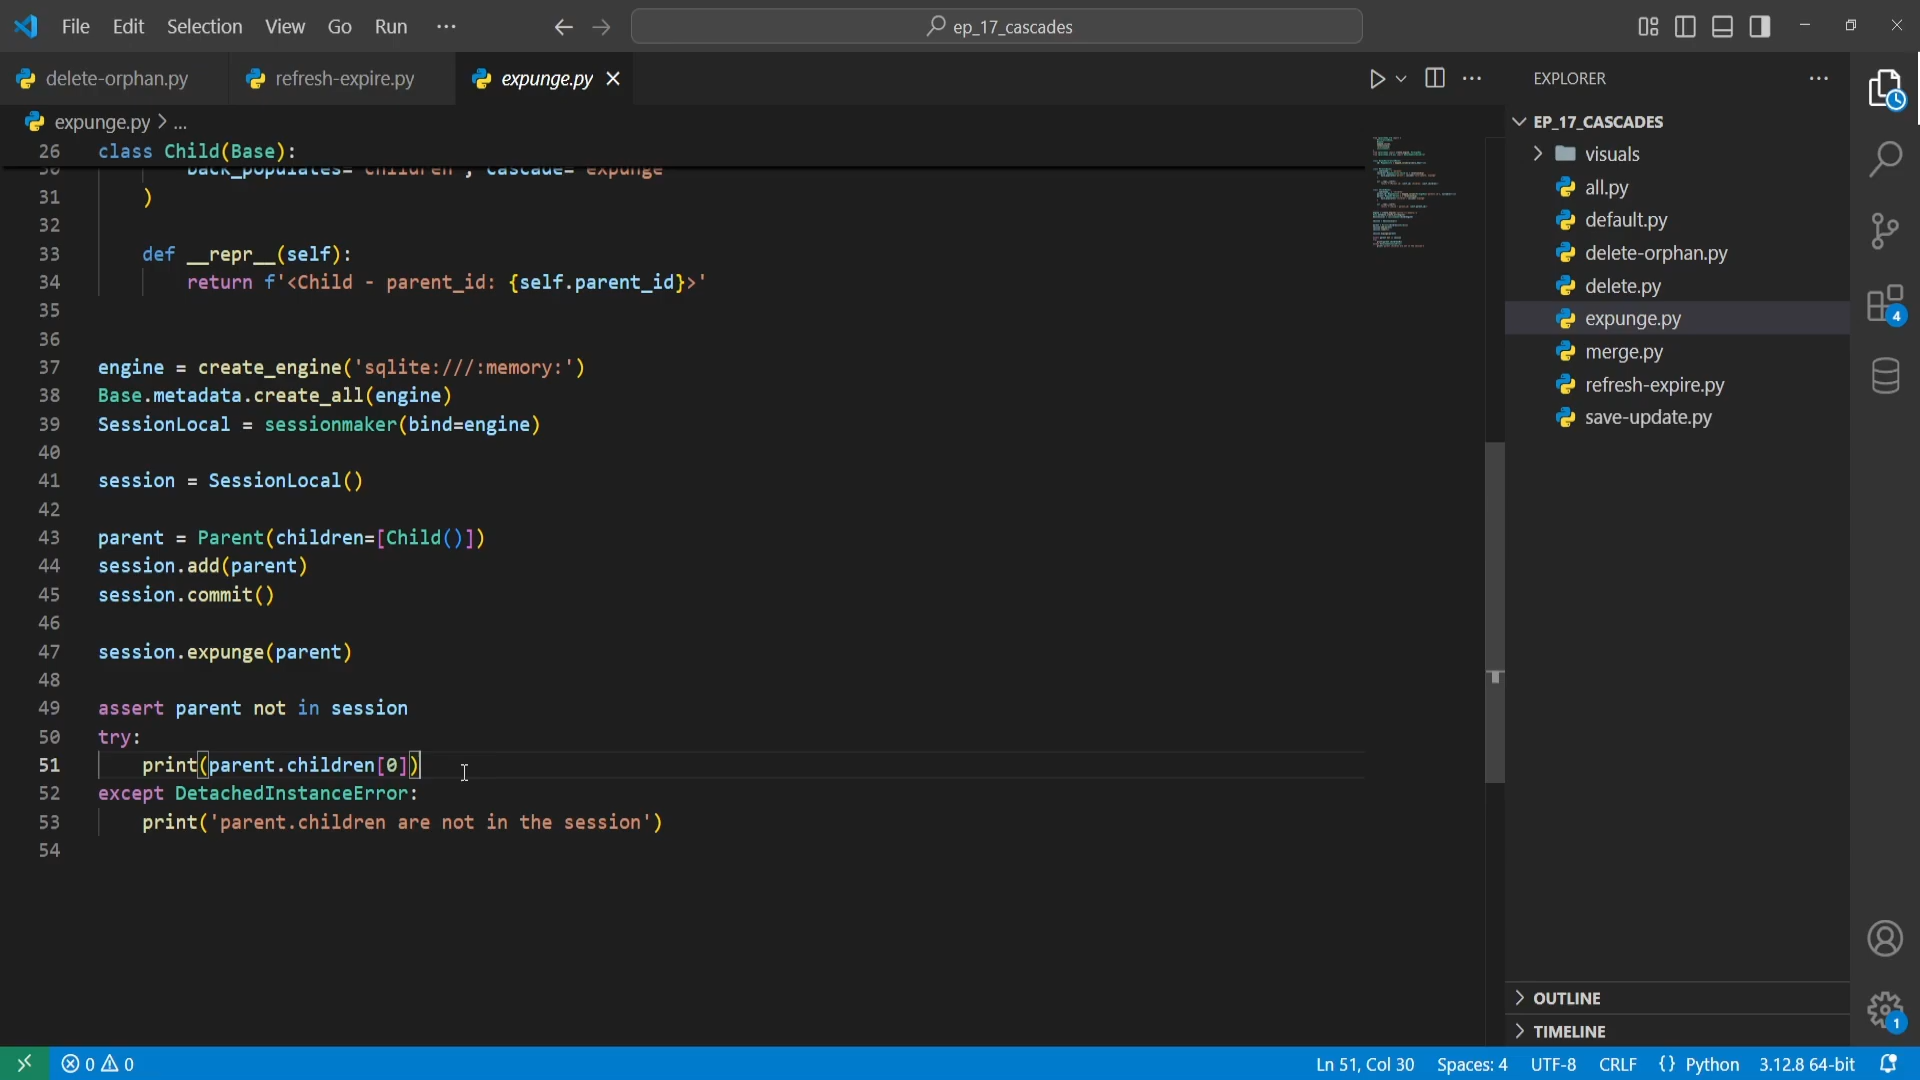 File Edit Selection View Go Run ···
ep_17_cascades
delete-orphan.py
refresh-expire.py
expunge.py
expunge.py > ...
26 class Child(Base):
30 back_populates="children", cascade="expunge"
31 )
32
33 def __repr__(self):
34 return f'<Child - parent_id: {self.parent_id}>'
35
36
37 engine = create_engine('sqlite:///:memory:')
38 Base.metadata.create_all(engine)
39 SessionLocal = sessionmaker(bind=engine)
40
41 session = SessionLocal()
42
43 parent = Parent(children=[Child()])
44 session.add(parent)
45 session.commit()
46
47 session.expunge(parent)
48
49 assert parent not in session
50 try:
51 print(parent.children[0])
52 except DetachedInstanceError:
53 print('parent.children are not in the session')
54
EXPLORER
EP_17_CASCADES
visuals
all.py
default.py
delete-orphan.py
delete.py
expunge.py
merge.py
refresh-expire.py
save-update.py
OUTLINE
TIMELINE
4
1
0 0
Ln 51, Col 30 Spaces: 4 UTF-8 CRLF {} Python 3.12.8 64-bit